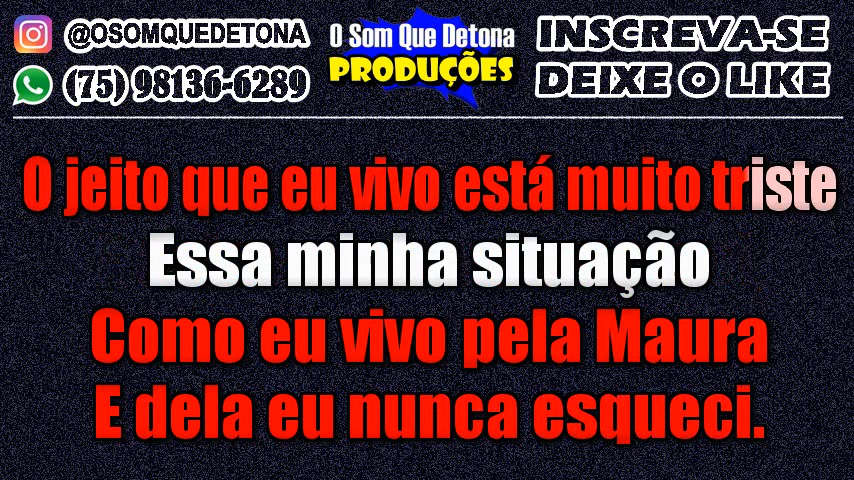 @OSOMQUEDETONA
(75) 98136-6289
O Som Que Detona
PRODUÇÕES
INSCREVA-SE
DEIXE O LIKE
O jeito que eu vivo está muito triste
Essa minha situação
Como eu vivo pela Maura
E dela eu nunca esqueci.